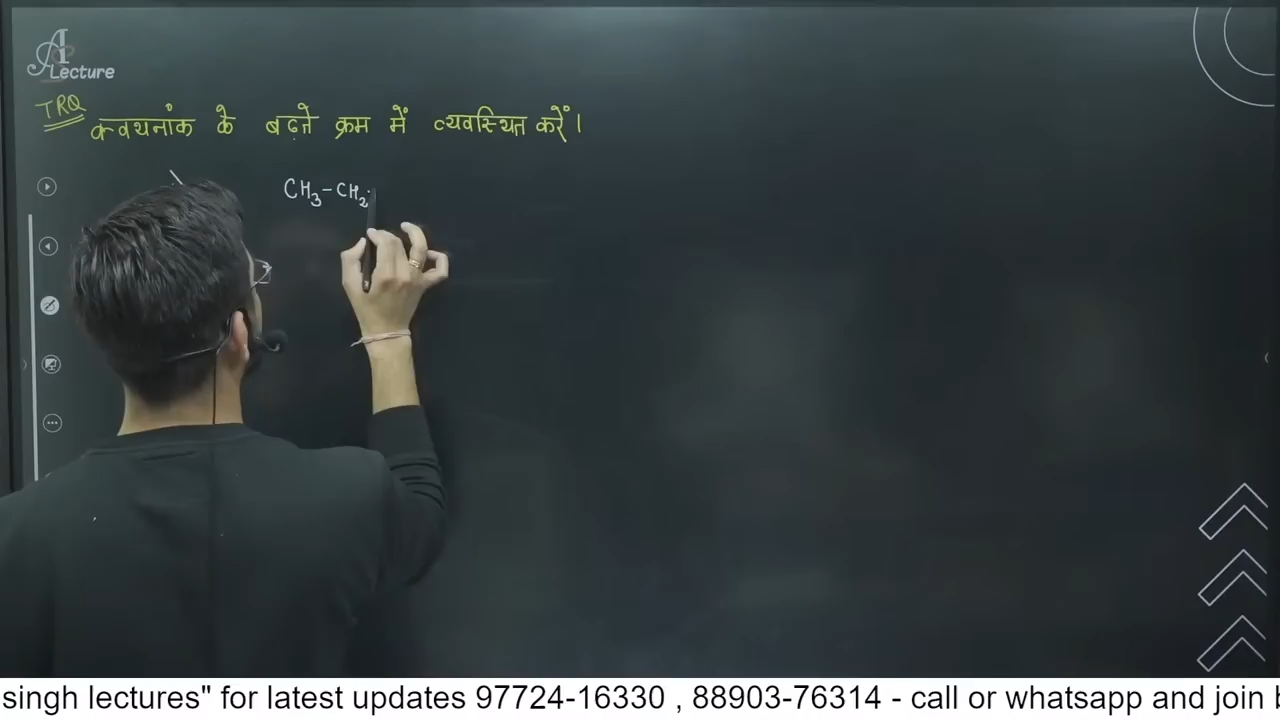 A
Lecture
TRQ
क्वथनांक के बढ़ते क्रम में व्यवस्थित करें।
CH3-CH2
singh lectures" for latest updates 97724-16330 , 88903-76314 - call or whatsapp and join